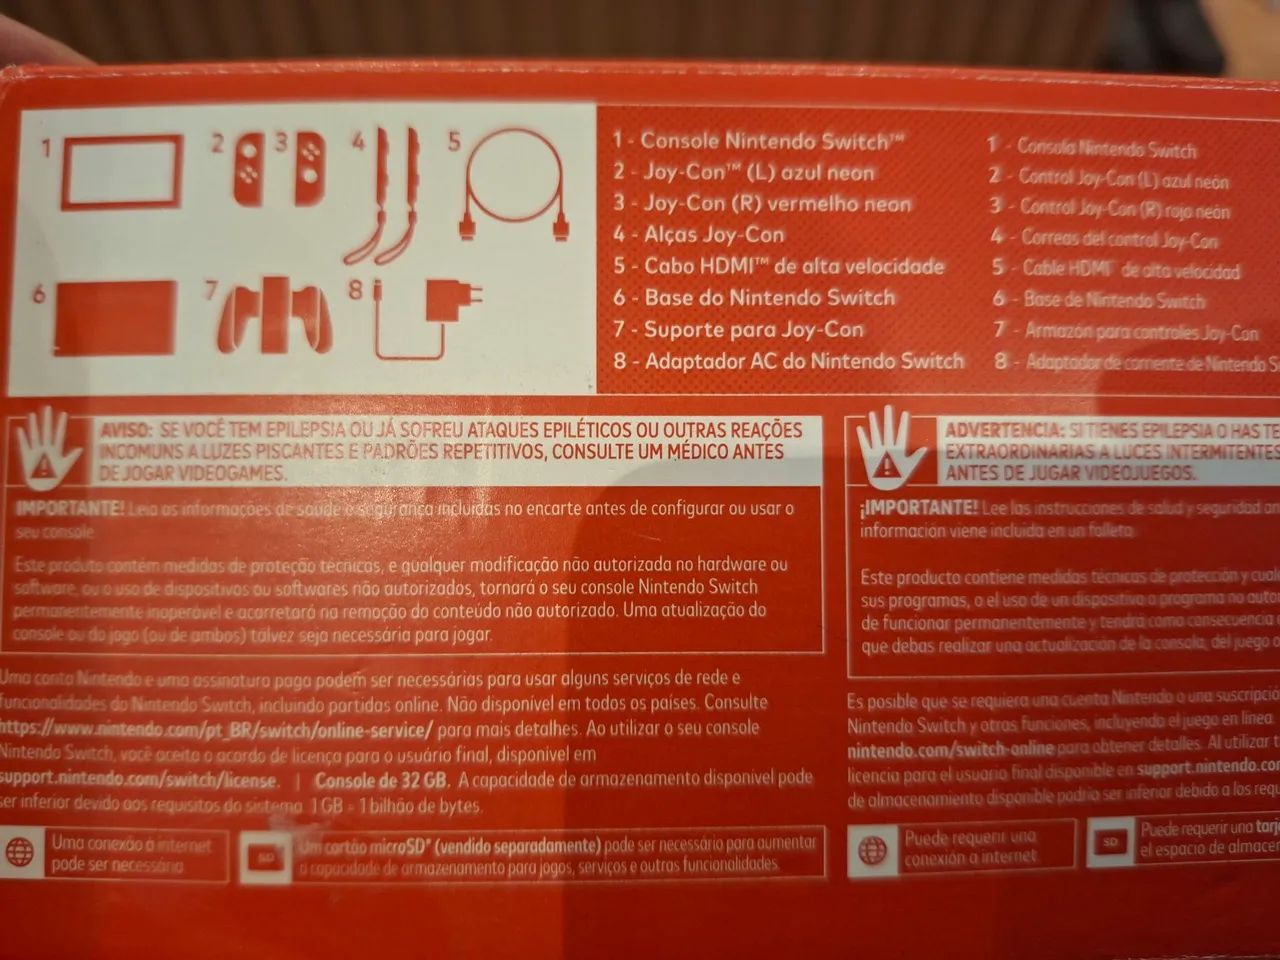 1
2
3
4
5
6
7
8
1 - Console Nintendo Switch™
2 - Joy-Con™ (L) azul neon
3 - Joy-Con (R) vermelho neon
4 - Alças Joy-Con
5 - Cabo HDMI™ de alta velocidade
6 - Base do Nintendo Switch
7 - Suporte para Joy-Con
8 - Adaptador AC do Nintendo Switch
1 - Consola Nintendo Switch
2 - Control Joy-Con (L) azul neón
3 - Control Joy-Con (R) rojo neón
4 - Correas del control Joy-Con
5 - Cable HDMI™ de alta velocidad
6 - Base de Nintendo Switch
7 - Armazón para controles Joy-Con
8 - Adaptador de corriente de Nintendo
AVISO: SE VOCÊ TEM EPILEPSIA OU JÁ SOFREU ATAQUES EPILÉTICOS OU OUTRAS REAÇÕES
INCOMUNS A LUZES PISCANTES E PADRÕES REPETITIVOS, CONSULTE UM MÉDICO ANTES
DE JOGAR VIDEOGAMES.
IMPORTANTE! Leia as informações de saúde e segurança incluídas no encarte antes de configurar ou usar o
seu console.
Este produto contém medidas de proteção técnicas, e qualquer modificação não autorizada no hardware ou
software, ou o uso de dispositivos ou softwares não autorizados, tornará o seu console Nintendo Switch
permanentemente inoperável e acarretará na remoção do conteúdo não autorizado. Uma atualização do
console ou do jogo (ou de ambos) talvez seja necessária para jogar.
Uma conta Nintendo e uma assinatura paga podem ser necessárias para usar alguns serviços de rede e
funcionalidades do Nintendo Switch, incluindo partidas online. Não disponível em todos os países. Consulte
https://www.nintendo.com/pt_BR/switch/online-service/ para mais detalhes. Ao utilizar o seu console
Nintendo Switch, você aceita o acordo de licença para o usuário final, disponível em
support.nintendo.com/switch/license. | Console de 32 GB. A capacidade de armazenamento disponível pode
ser inferior devido aos requisitos do sistema. 1 GB = 1 bilhão de bytes.
Uma conexão à internet
pode ser necessária
SD
Um cartão microSD® (vendido separadamente) pode ser necessário para aumentar
a capacidade de armazenamento para jogos, serviços e outras funcionalidades.
ADVERTENCIA: SI TIENES EPILEPSIA O HAS TE
EXTRAORDINARIAS A LUCES INTERMITENTES
ANTES DE JUGAR VIDEOJUEGOS.
¡IMPORTANTE! Lee las instrucciones de salud y seguridad an
información viene incluida en un folleto.
Este producto contiene medidas técnicas de protección y cual
sus programas, o el uso de un dispositivo o programa no auto
de funcionar permanentemente y tendrá como consecuencia
que debas realizar una actualización de la consola, del juego o
Es posible que se requiera una cuenta Nintendo o una suscripció
Nintendo Switch y otras funciones, incluyendo el juego en línea.
nintendo.com/switch-online para obtener detalles. Al utilizar
licencia para el usuario final disponible en support.nintendo.com
de almacenamiento disponible podría ser inferior debido a los requ
Puede requerir una
conexión a internet
SD
Puede requerir una tarj
el espacio de almacen